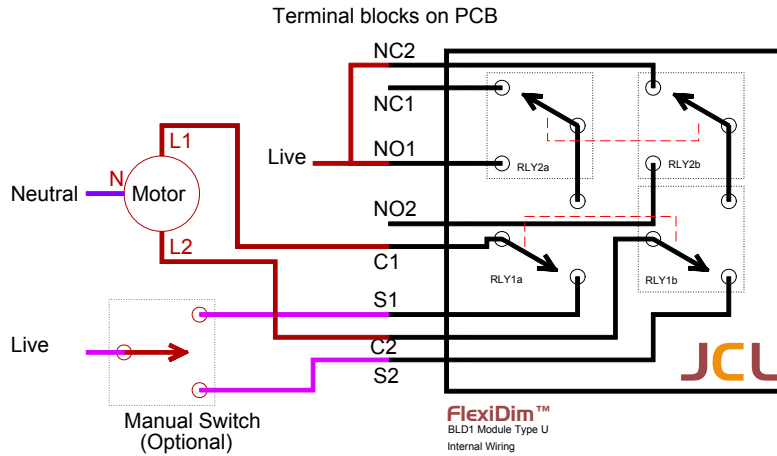 Terminal blocks on PCB
NC2
NC1
L1
Live
NO1
RLY2a
RLY2b
N
Neutral
Motor
NO2
L2
C1
RLY1a
RLY1b
S1
Live
C2
S2
JCL
Manual Switch
(Optional)
FlexiDim™
BLD1 Module Type U
Internal Wiring